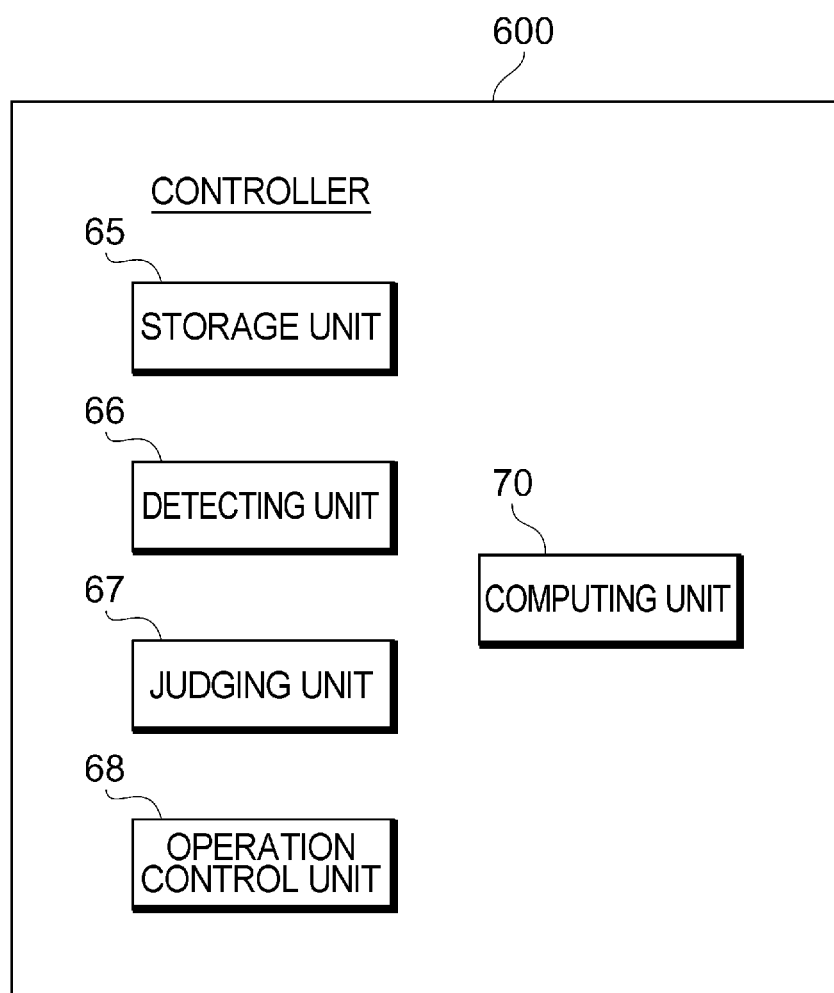 600
CONTROLLER
65
STORAGE UNIT
66
DETECTING UNIT
67
JUDGING UNIT
68
OPERATION
CONTROL UNIT
70
COMPUTING UNIT